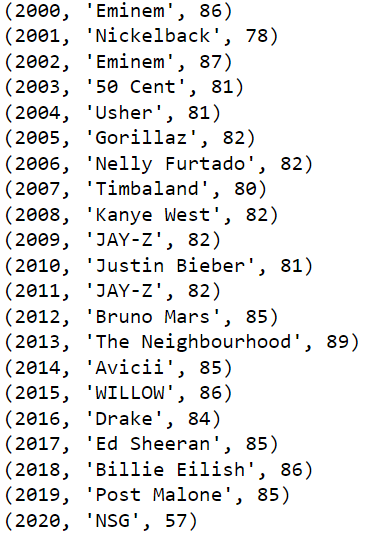 (2000, 'Eminem', 86)
(2001, 'Nickelback', 78)
(2002, 'Eminem', 87)
(2003, '50 Cent', 81)
(2004, 'Usher', 81)
(2005, 'Gorillaz', 82)
(2006, 'Nelly Furtado', 82)
(2007, 'Timbaland', 80)
(2008, 'Kanye West', 82)
(2009, 'JAY-Z', 82)
(2010, 'Justin Bieber', 81)
(2011, 'JAY-Z', 82)
(2012, 'Bruno Mars', 85)
(2013, 'The Neighbourhood', 89)
(2014, 'Avicii', 85)
(2015, 'WILLOW', 86)
(2016, 'Drake', 84)
(2017, 'Ed Sheeran', 85)
(2018, 'Billie Eilish', 86)
(2019, 'Post Malone', 85)
(2020, 'NSG', 57)